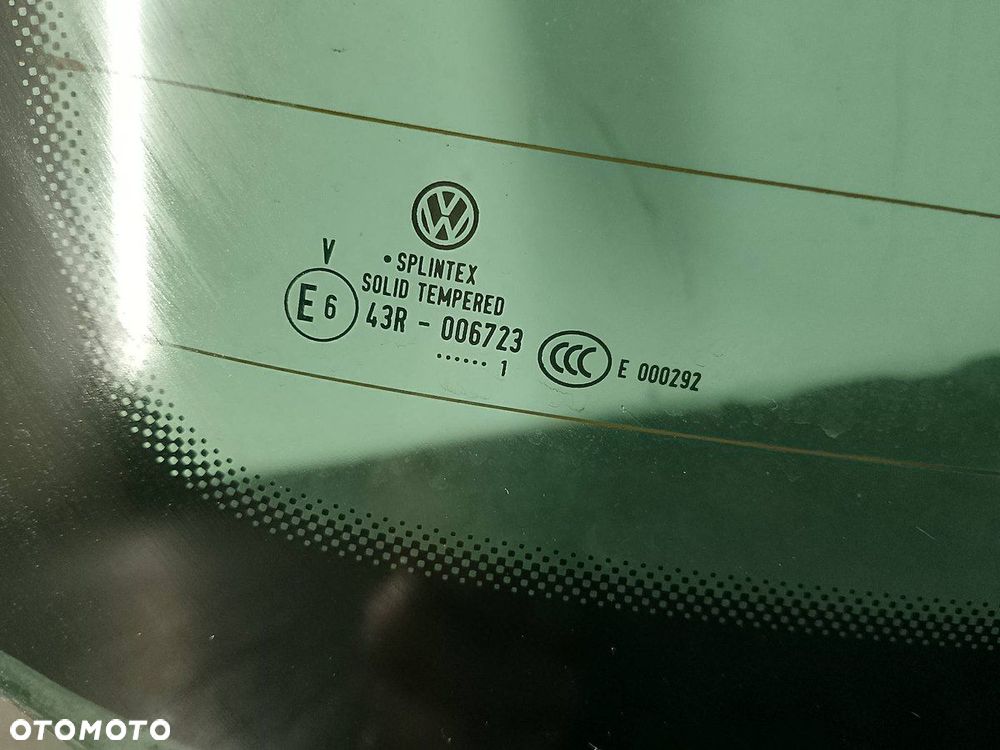 V
E 6
• SPLINTEX
SOLID TEMPERED
43R - 006723
...... 1
CCC E 000292
OTOMOTO